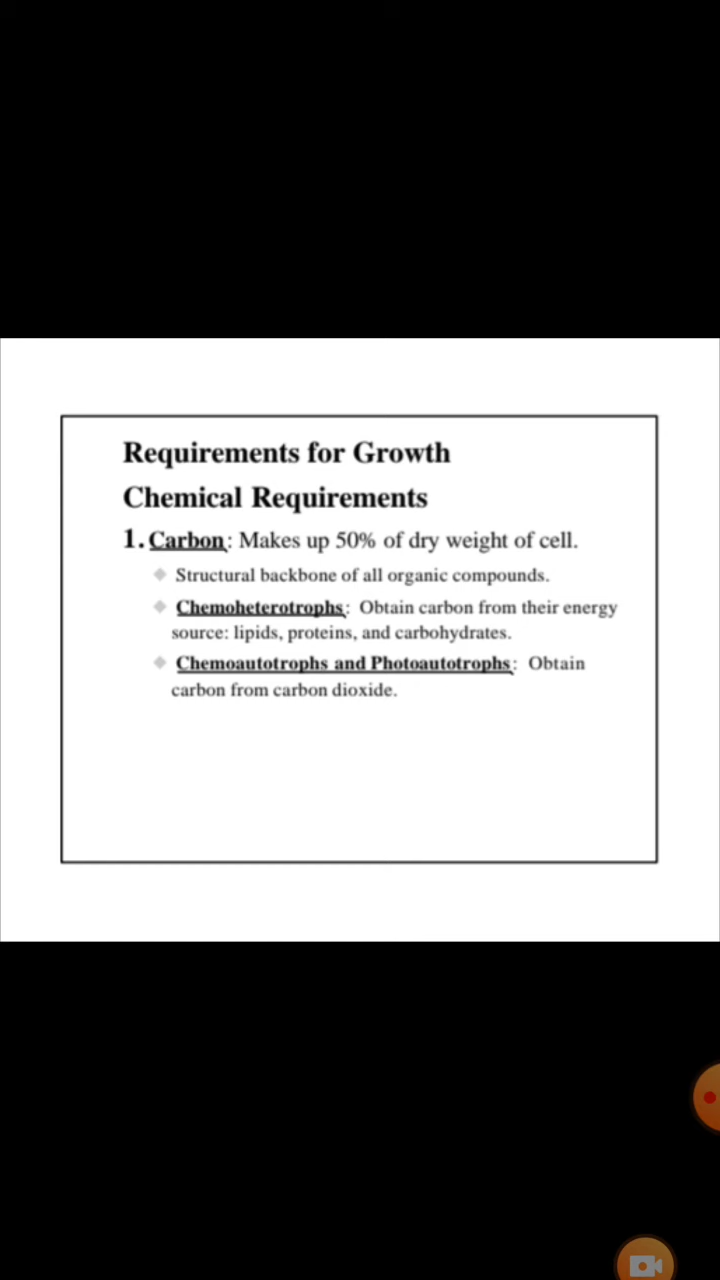 Requirements for Growth
Chemical Requirements
1. Carbon: Makes up 50% of dry weight of cell.
Structural backbone of all organic compounds.
Chemoheterotrophs: Obtain carbon from their energy
source: lipids, proteins, and carbohydrates.
Chemoautotrophs and Photoautotrophs: Obtain
carbon from carbon dioxide.